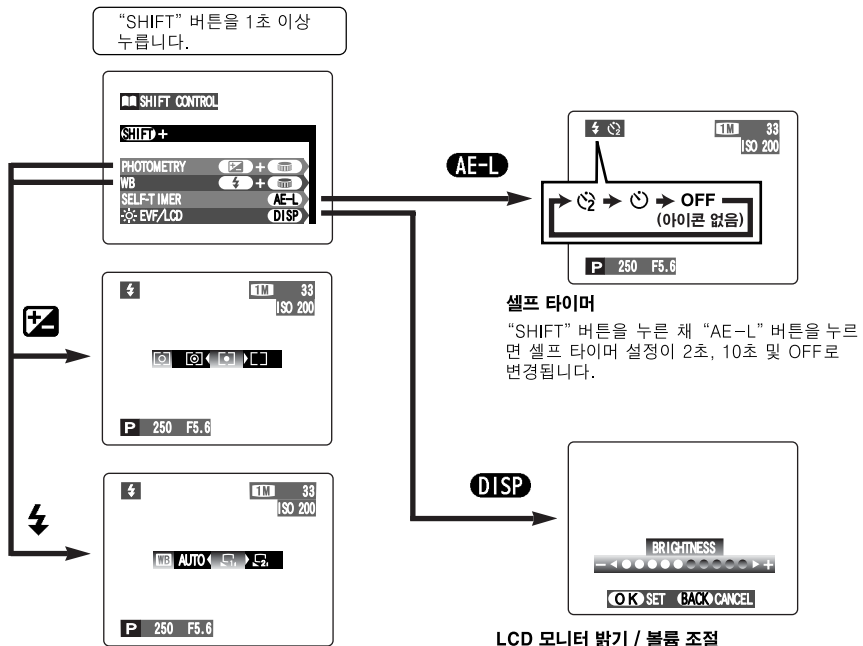 “SHIFT” 버튼을 1초 이상
누릅니다.
SHIFT CONTROL
SHIFT +
PHOTOMETRY +
WB +
SELF-TIMER AE-L
EVF/LCD DISP
AE-L
1M 33
ISO 200
2 OFF
(아이콘 없음)
P 250 F5.6
셀프 타이머
“SHIFT” 버튼을 누른 채 “AE-L” 버튼을 누르
면 셀프 타이머 설정이 2초, 10초 및 OFF로
변경됩니다.
1M 33
ISO 200
P 250 F5.6
1M 33
ISO 200
WB AUTO 1 2
P 250 F5.6
DISP
BRIGHTNESS
- +
OK SET BACK CANCEL
LCD 모니터 밝기 / 볼륨 조절